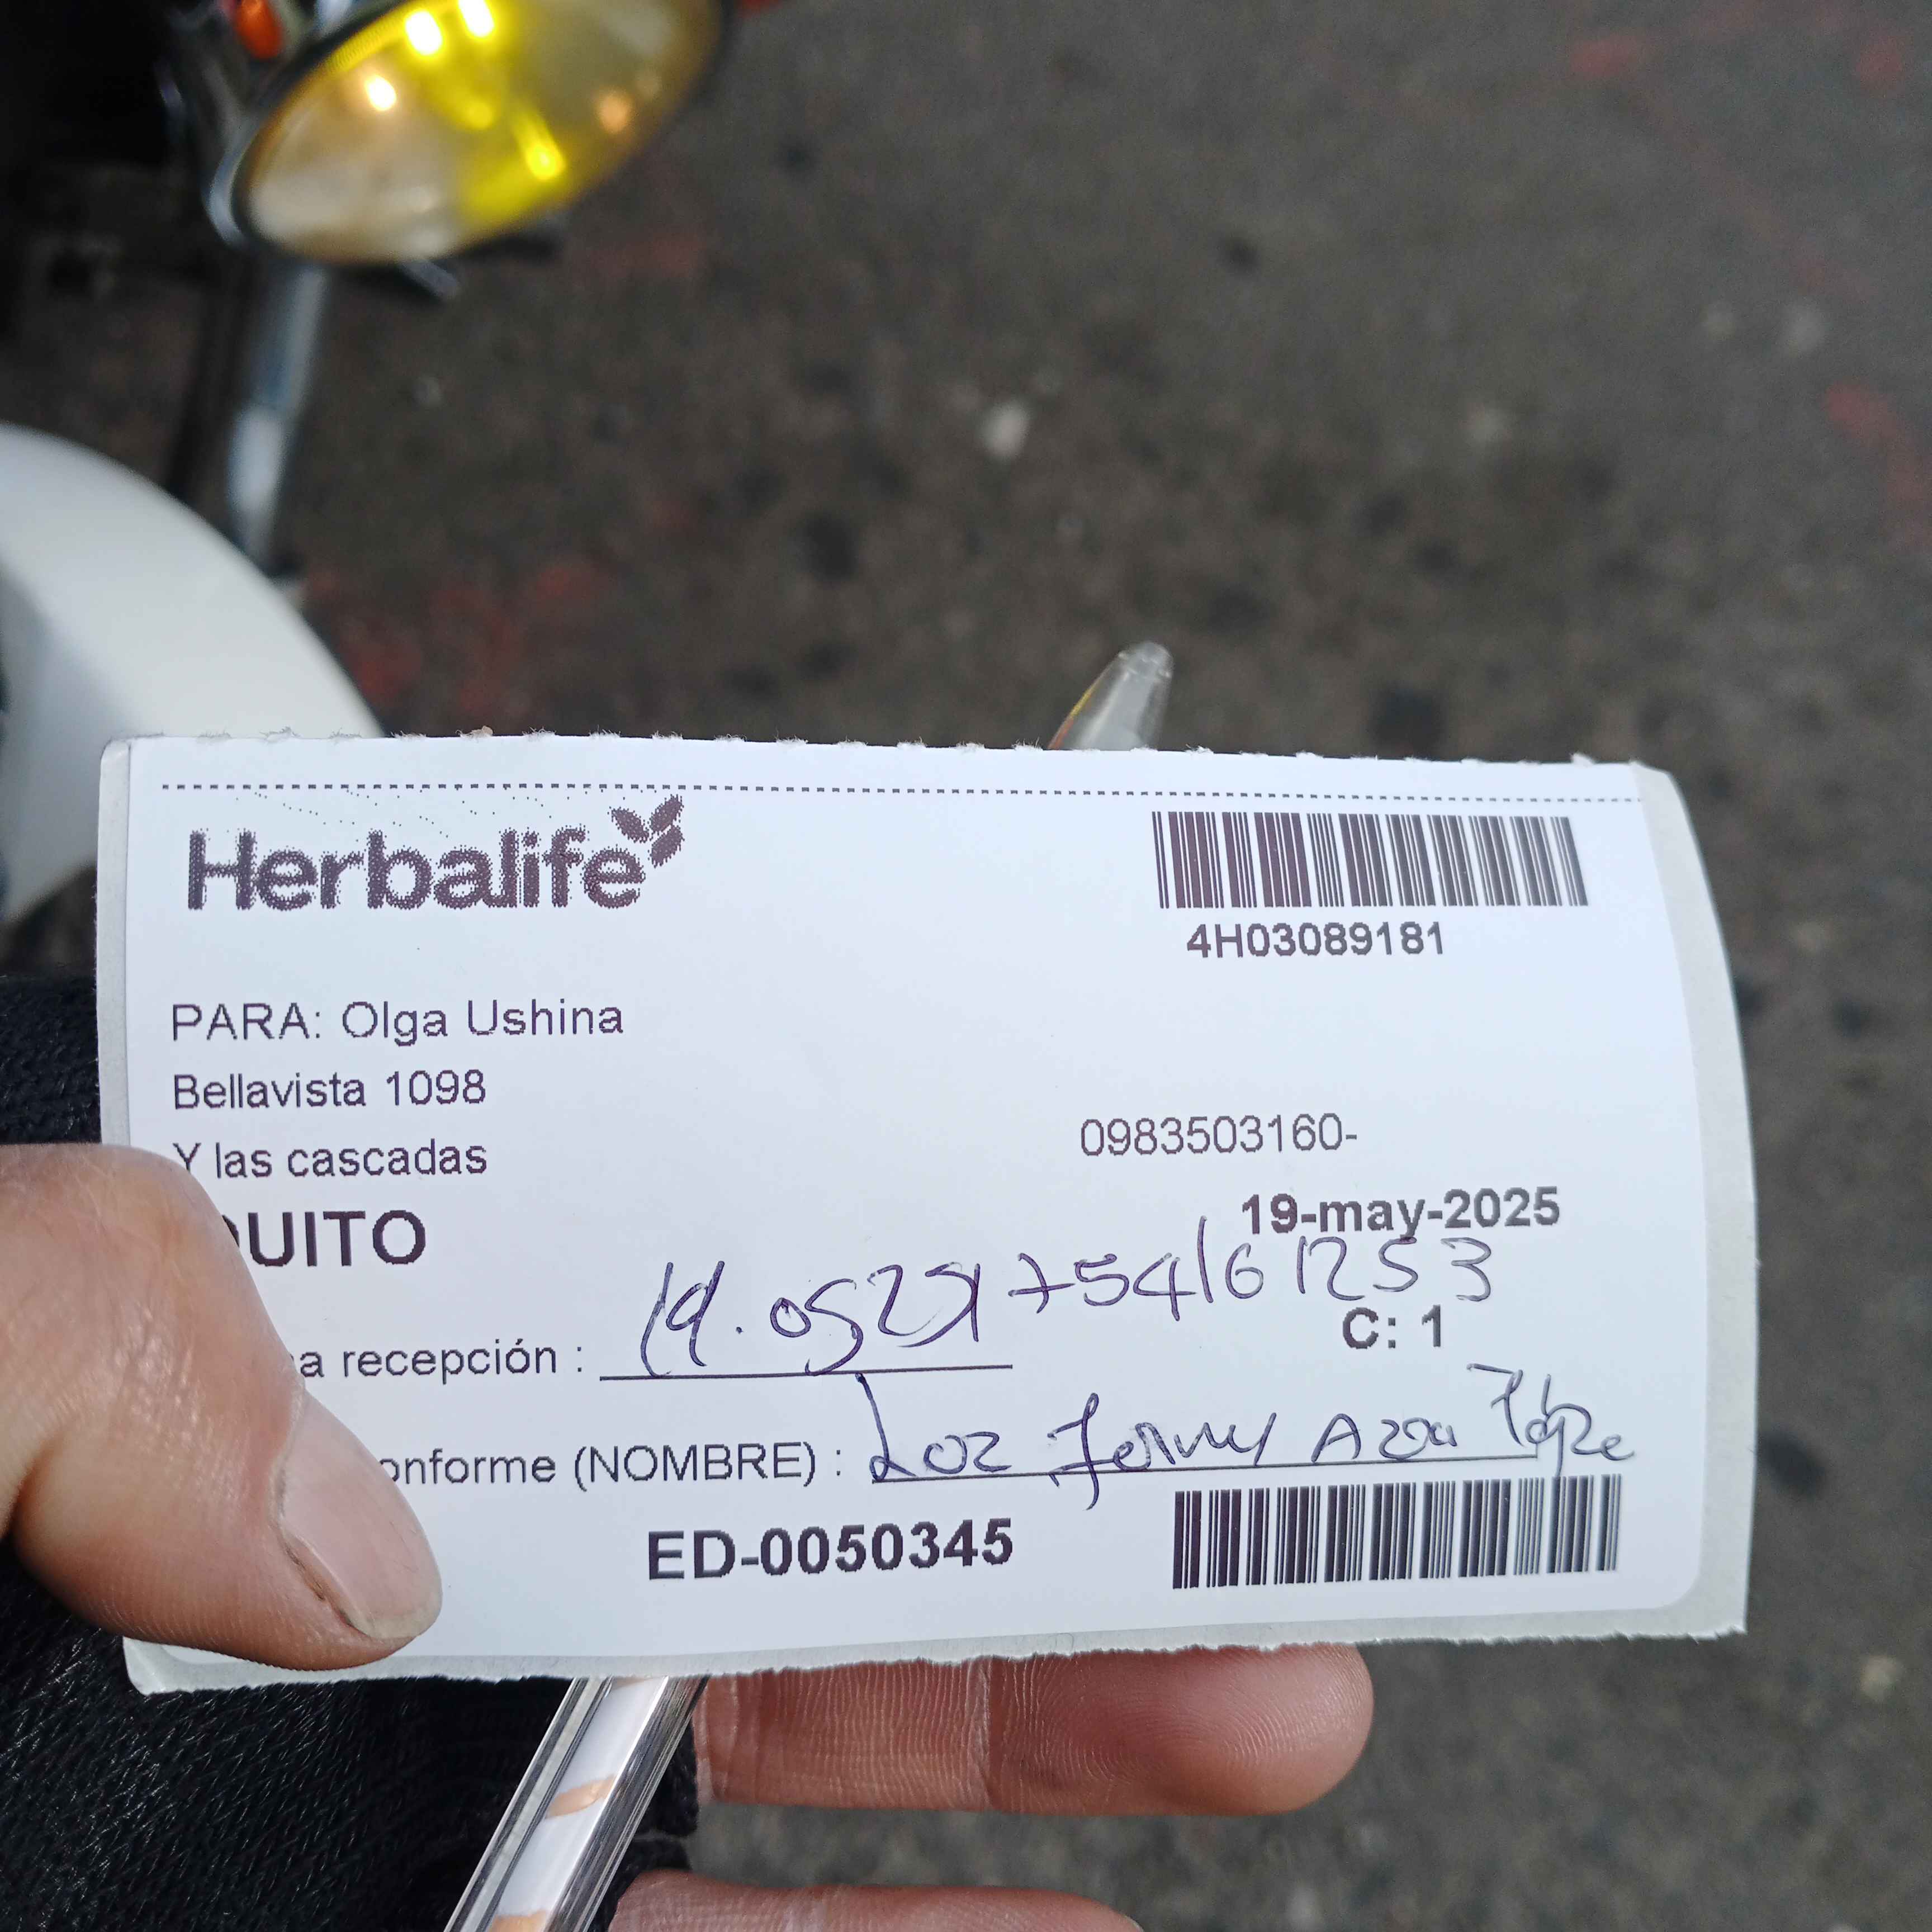 Herbalife
4H03089181
PARA: Olga Ushina
Bellavista 1098
Y las cascadas
0983503160-
UITO
19-may-2025
C: 1
a recepción :
onforme (NOMBRE) :
ED-0050345